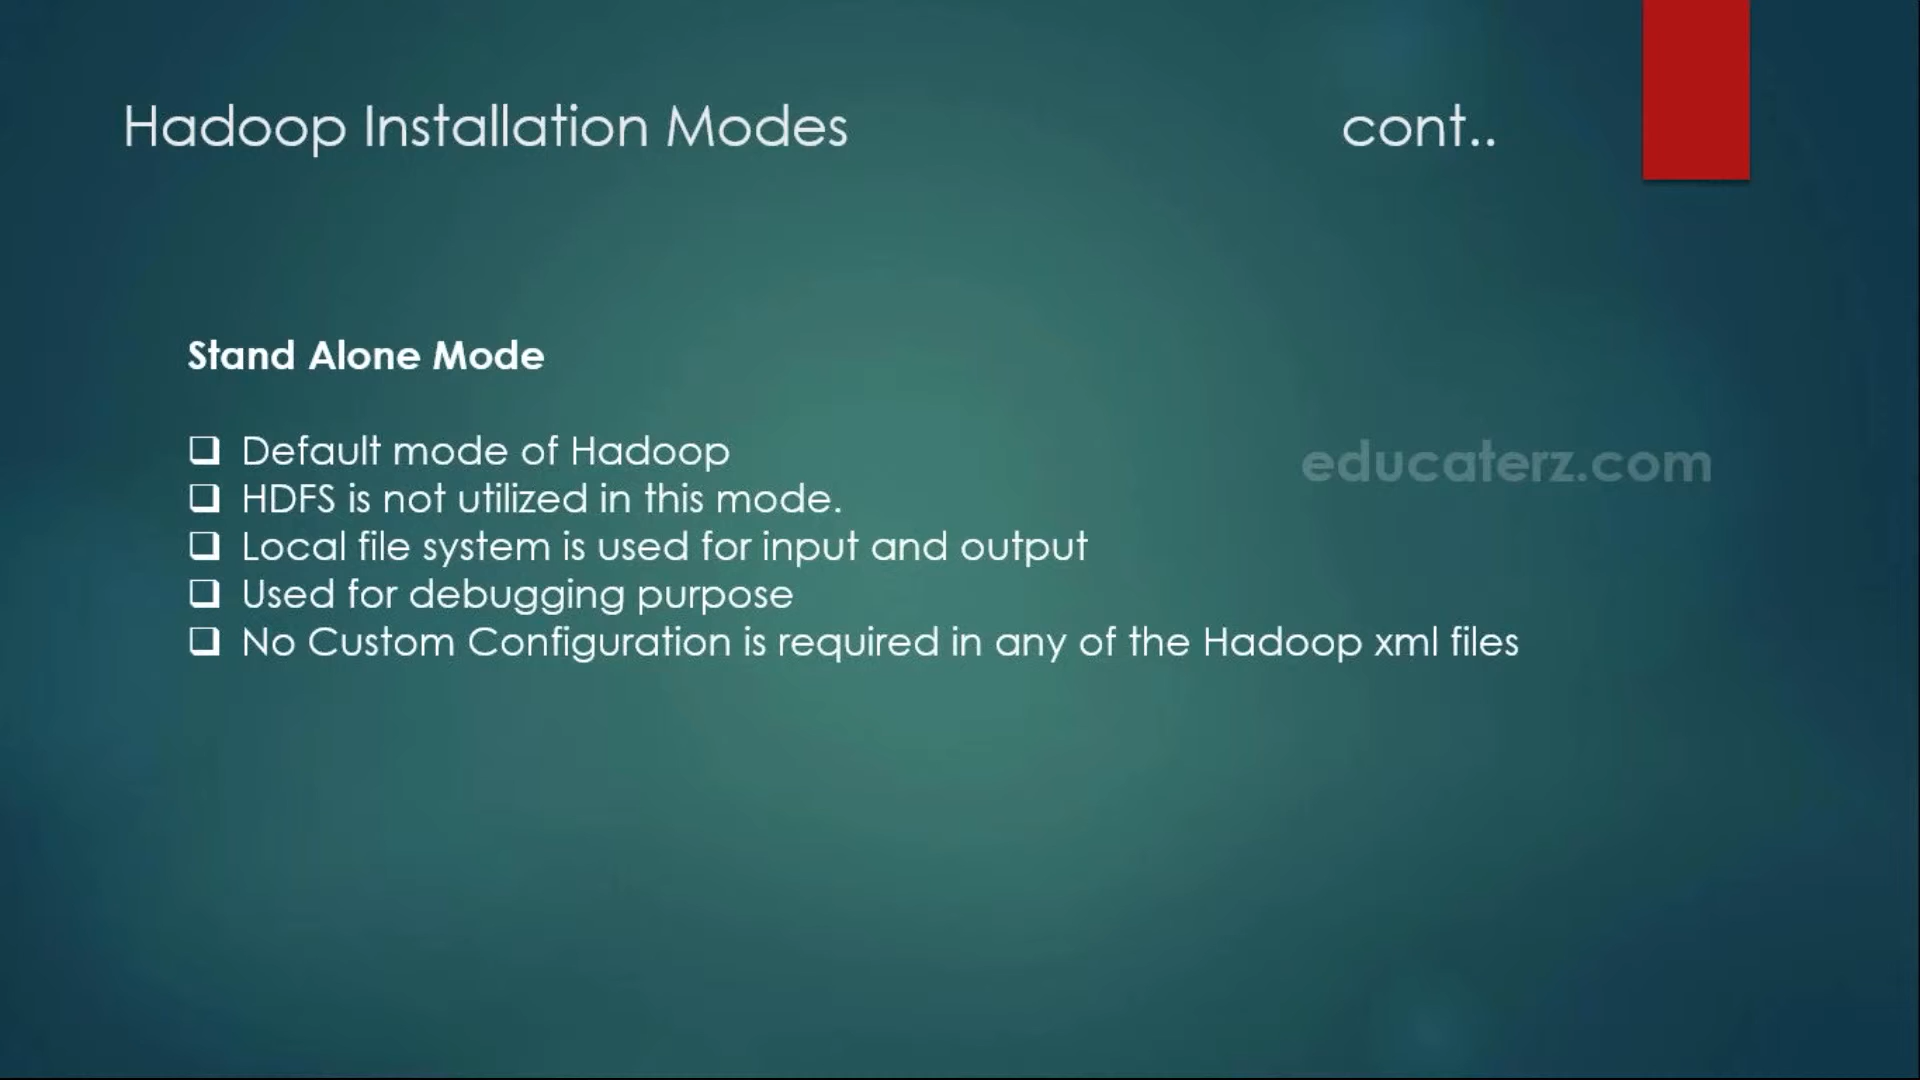 Hadoop Installation Modes cont..
Stand Alone Mode
Default mode of Hadoop
educaterz.com
HDFS is not utilized in this mode.
Local file system is used for input and output
Used for debugging purpose
No Custom Configuration is required in any of the Hadoop xml files